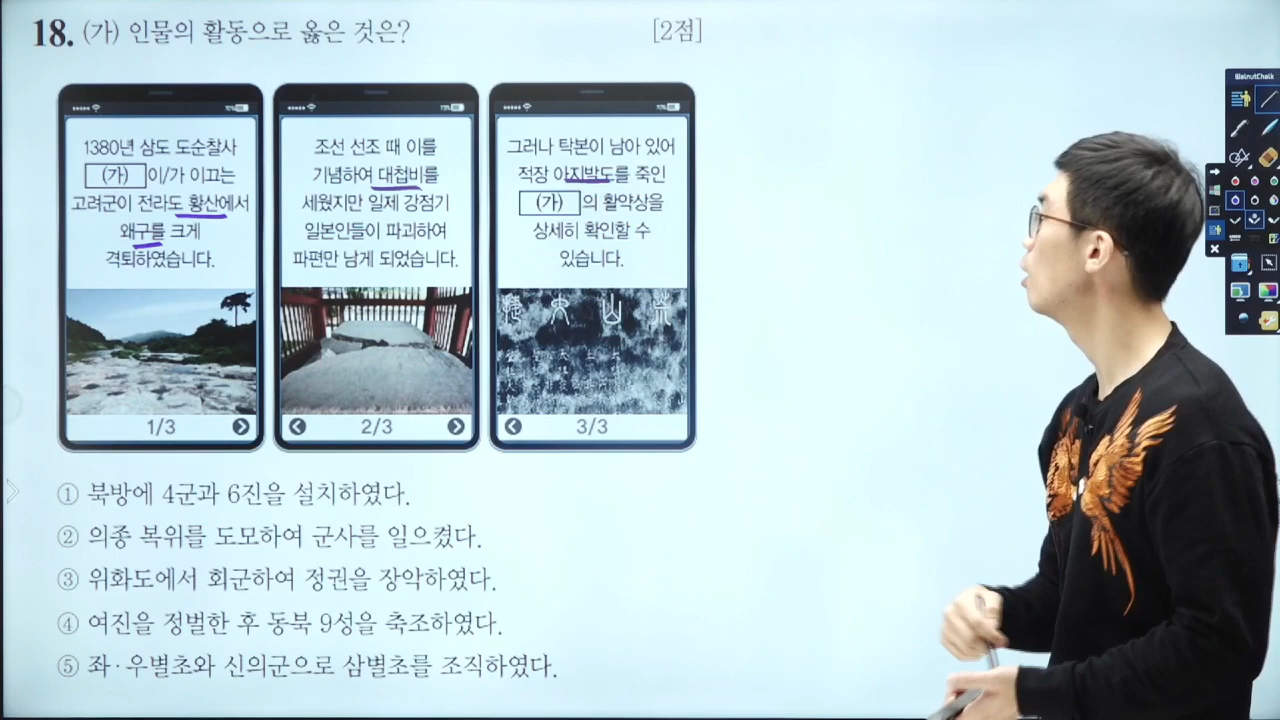 18. (가) 인물의 활동으로 옳은 것은? [2점]
1380년 삼도 도순찰사
(가) 이/가 이끄는
고려군이 전라도 황산에서
왜구를 크게
격퇴하였습니다.
1/3
조선 선조 때 이를
기념하여 대첩비를
세웠지만 일제 강점기
일본인들이 파괴하여
파편만 남게 되었습니다.
2/3
그러나 탁본이 남아 있어
적장 아지발도를 죽인
(가) 의 활약상을
상세히 확인할 수
있습니다.
3/3
① 북방에 4군과 6진을 설치하였다.
② 의종 복위를 도모하여 군사를 일으켰다.
③ 위화도에서 회군하여 정권을 장악하였다.
④ 여진을 정벌한 후 동북 9성을 축조하였다.
⑤ 좌·우별초와 신의군으로 삼별초를 조직하였다.
WalnutChalk